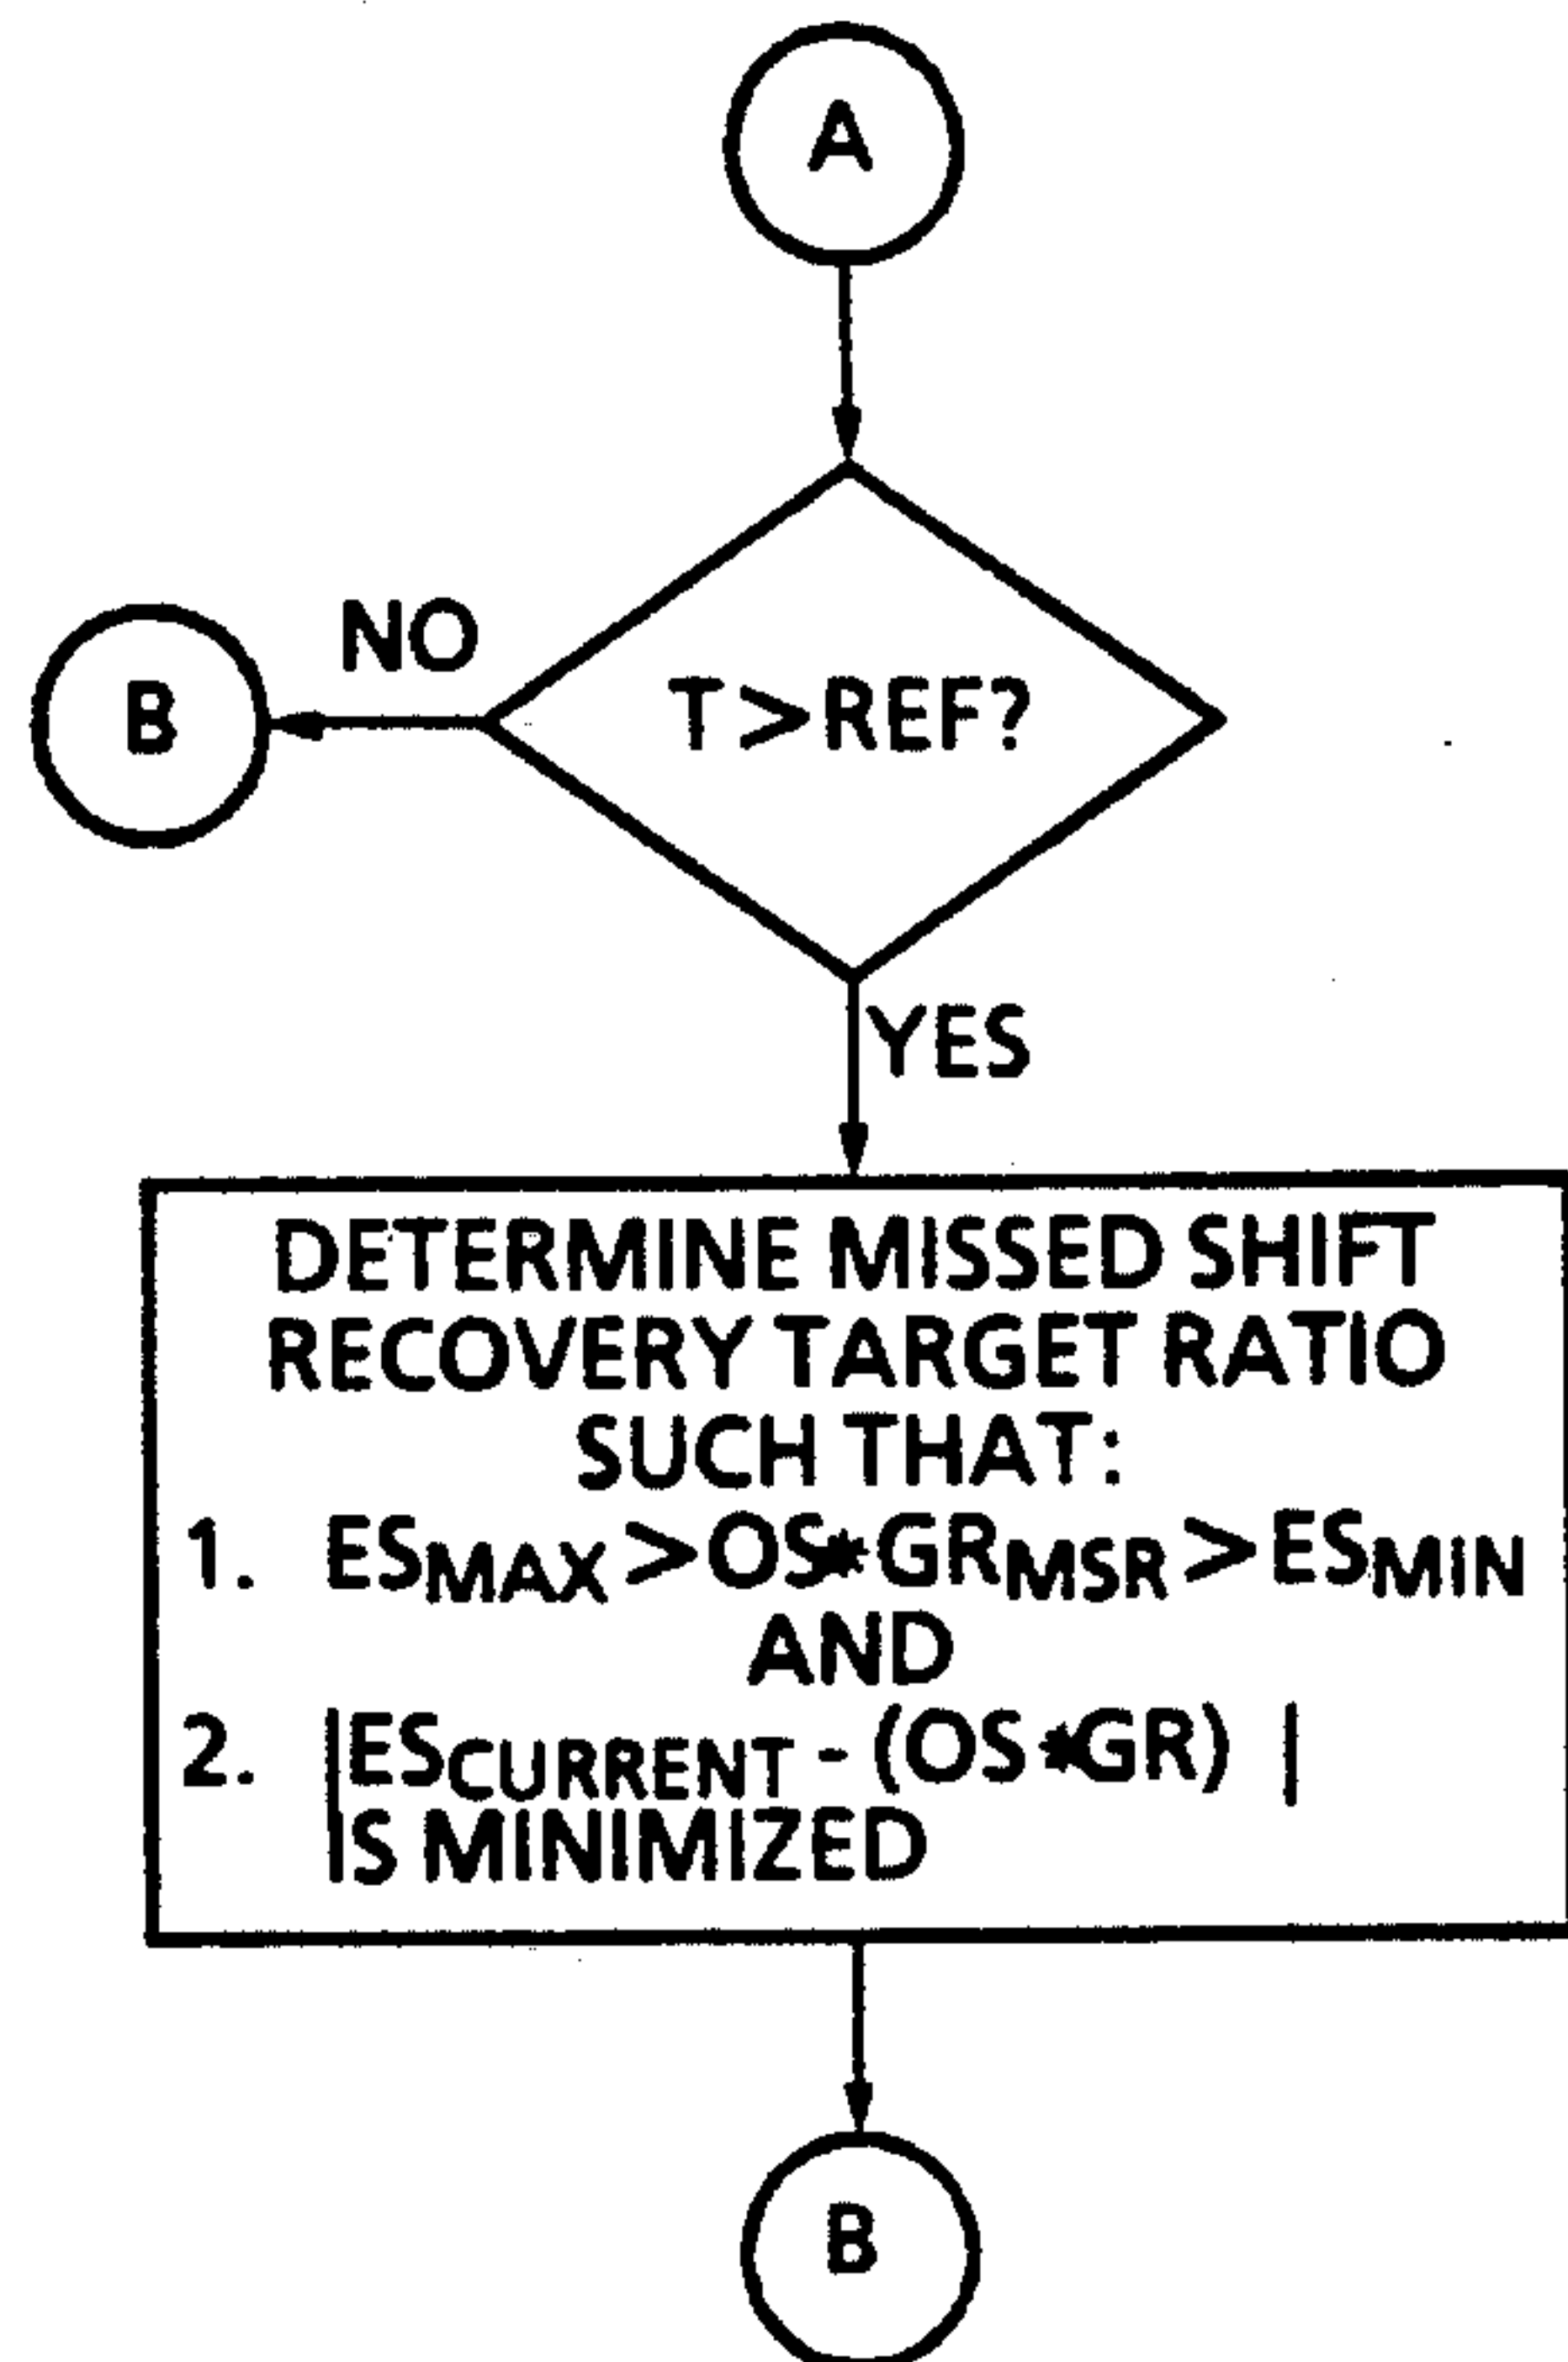 A
NO
B
T>REF?
YES
DETERMINE MISSED SHIFT
RECOVERY TARGET RATIO
SUCH THAT:
1. ESMAX>OS*GRMSR>ESMIN
AND
2. |ESCURRENT - (OS*GR) |
IS MINIMIZED
B